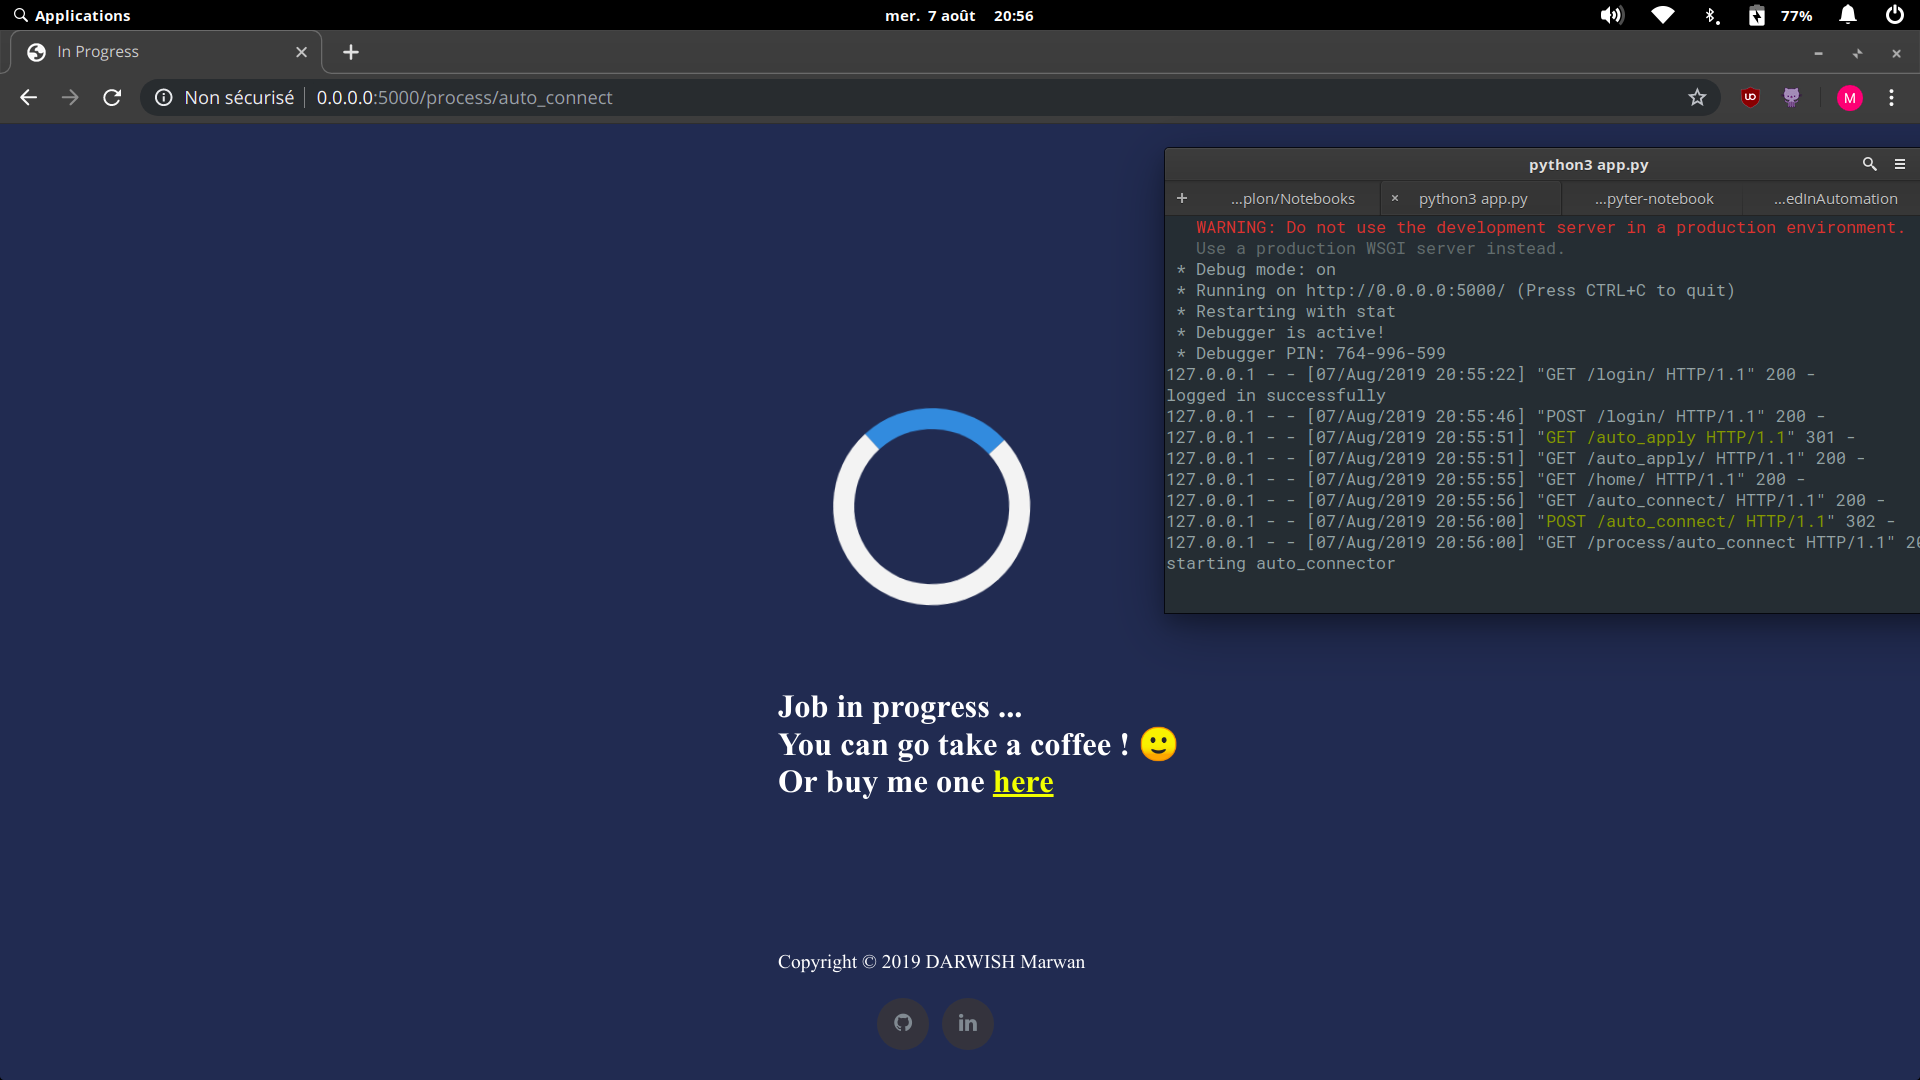 Applications
mer. 7 août 20:56
77%
In Progress
Non sécurisé 0.0.0.0:5000/process/auto_connect
M
python3 app.py
...plon/Notebooks
python3 app.py
...pyter-notebook
...edInAutomation
WARNING: Do not use the development server in a production environment.
Use a production WSGI server instead.
* Debug mode: on
* Running on http://0.0.0.0:5000/ (Press CTRL+C to quit)
* Restarting with stat
* Debugger is active!
* Debugger PIN: 764-996-599
127.0.0.1 - - [07/Aug/2019 20:55:22] "GET /login/ HTTP/1.1" 200 -
logged in successfully
127.0.0.1 - - [07/Aug/2019 20:55:46] "POST /login/ HTTP/1.1" 200 -
127.0.0.1 - - [07/Aug/2019 20:55:51] "GET /auto_apply HTTP/1.1" 301 -
127.0.0.1 - - [07/Aug/2019 20:55:51] "GET /auto_apply/ HTTP/1.1" 200 -
127.0.0.1 - - [07/Aug/2019 20:55:55] "GET /home/ HTTP/1.1" 200 -
127.0.0.1 - - [07/Aug/2019 20:55:56] "GET /auto_connect/ HTTP/1.1" 200 -
127.0.0.1 - - [07/Aug/2019 20:56:00] "POST /auto_connect/ HTTP/1.1" 302 -
127.0.0.1 - - [07/Aug/2019 20:56:00] "GET /process/auto_connect HTTP/1.1" 20
starting auto_connector
Job in progress ...
You can go take a coffee ! 🙂
Or buy me one here
Copyright © 2019 DARWISH Marwan
in